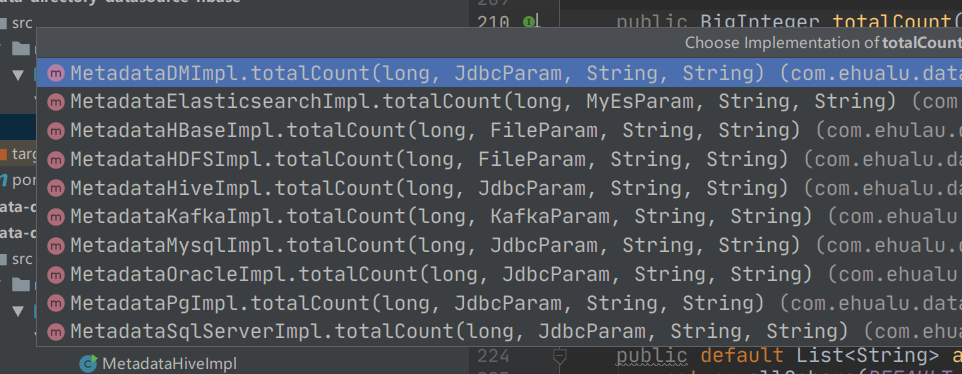 ata-directory-datasource-hbase
src
210 public BigInteger totalCount(
Choose Implementation of totalCount
m MetadataDMImpl.totalCount(long, JdbcParam, String, String) (com.ehualu.data
m MetadataElasticsearchImpl.totalCount(long, MyEsParam, String, String) (com
m MetadataHBaseImpl.totalCount(long, FileParam, String, String) (com.ehulau.d
m MetadataHDFSImpl.totalCount(long, FileParam, String, String) (com.ehualu.da
m MetadataHiveImpl.totalCount(long, JdbcParam, String, String) (com.ehualu.da
m MetadataKafkaImpl.totalCount(long, KafkaParam, String, String) (com.ehualu.
m MetadataMysqlImpl.totalCount(long, JdbcParam, String, String) (com.ehualu.d
m MetadataOracleImpl.totalCount(long, JdbcParam, String, String) (com.ehualu.
m MetadataPgImpl.totalCount(long, JdbcParam, String, String) (com.ehualu.data
m MetadataSqlServerImpl.totalCount(long, JdbcParam, String, String) (com.ehua
targ
pon
ata-d
src
ata-d
src
C MetadataHiveImpl
224 public default List<String> a